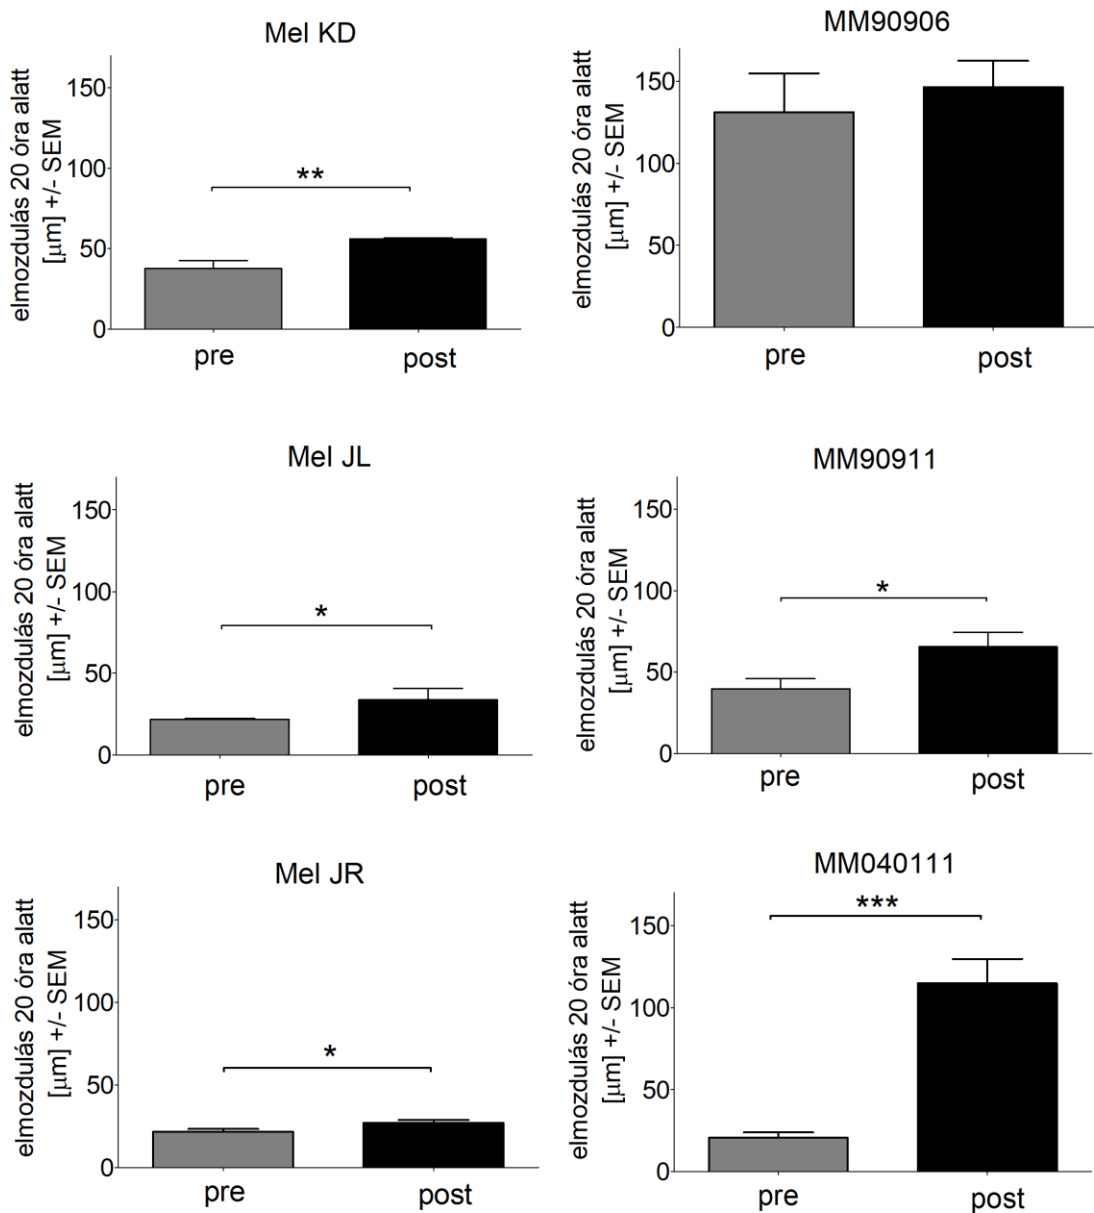 Mel KD
elmozdulás 20 óra alatt
[µm] +/- SEM
150
100
50
0
**
pre post
MM90906
elmozdulás 20 óra alatt
[µm] +/- SEM
150
100
50
0
pre post
Mel JL
elmozdulás 20 óra alatt
[µm] +/- SEM
150
100
50
0
*
pre post
MM90911
elmozdulás 20 óra alatt
[µm] +/- SEM
150
100
50
0
*
pre post
Mel JR
elmozdulás 20 óra alatt
[µm] +/- SEM
150
100
50
0
*
pre post
MM040111
elmozdulás 20 óra alatt
[µm] +/- SEM
150
100
50
0
***
pre post